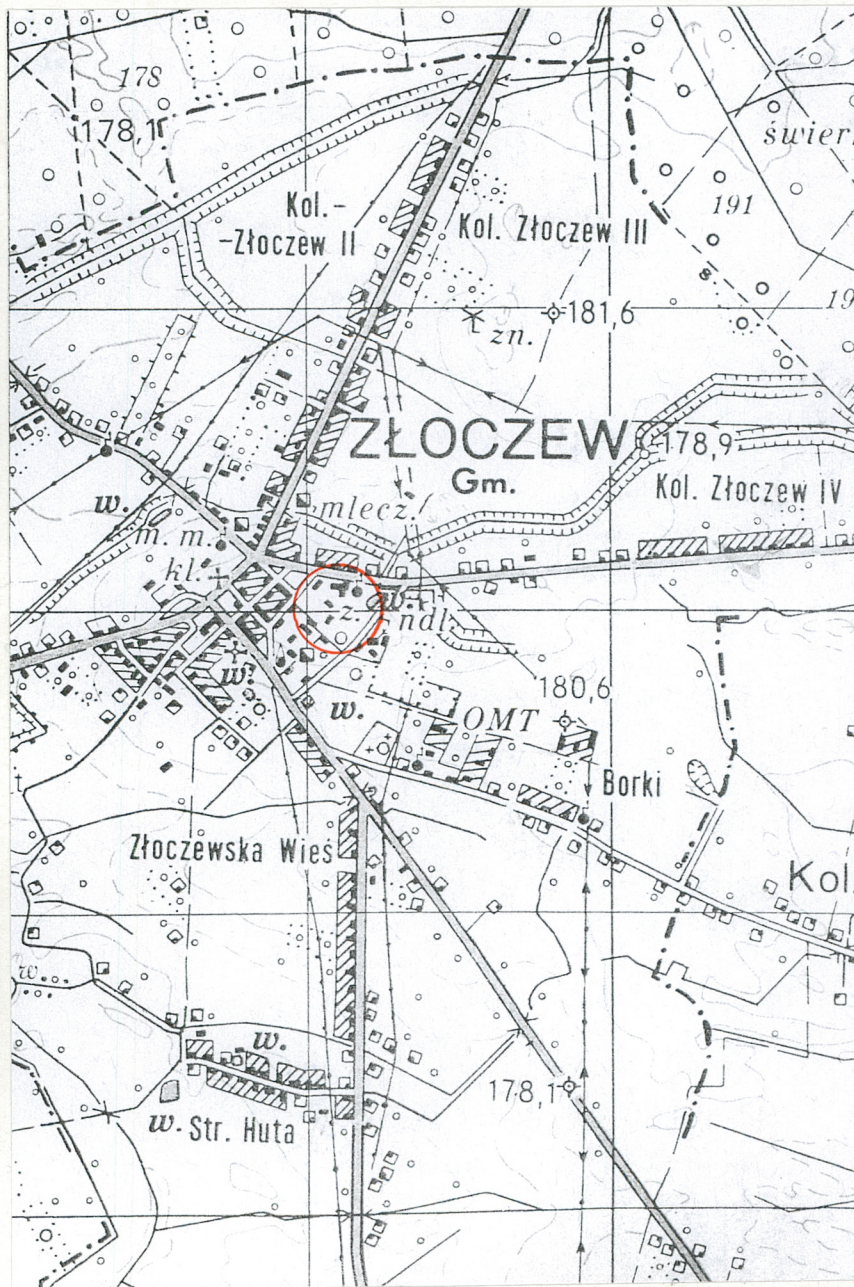 178
178,1
świer
Kol.-
-Złoczew II
Kol. Złoczew III
191
19
181,6
zn.
ZŁOCZEW
Gm.
178,9
Kol. Złoczew IV
w.
mlecz.
m. m.
kl.
z.
w.
ndl.
w.
w.
180,6
OMT
Borki
t
Złoczewska Wieś
Kol.
w.
w.
178,1
w.
Str. Huta